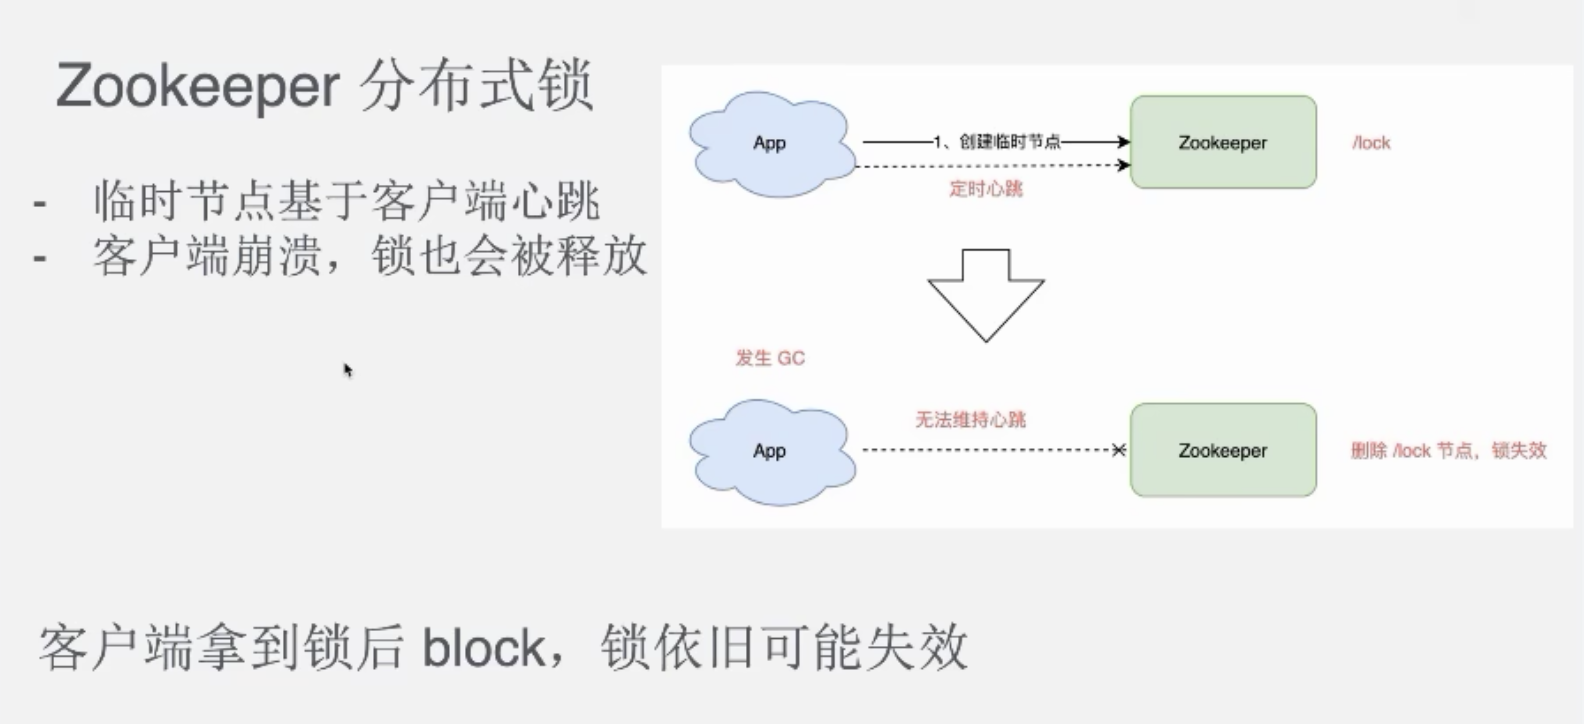 Zookeeper 分布式锁
- 临时节点基于客户端心跳
- 客户端崩溃，锁也会被释放
App
1、创建临时节点
Zookeeper
/lock
定时心跳
发生 GC
App
无法维持心跳
Zookeeper
删除 /lock 节点，锁失效
客户端拿到锁后 block，锁依旧可能失效